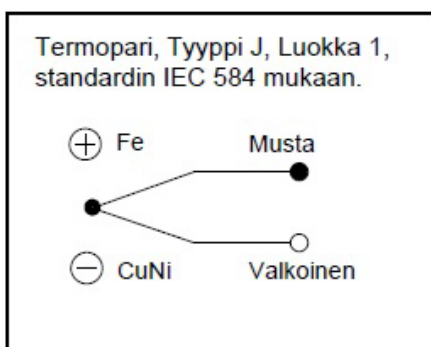 Termopari, Tyyppi J, Luokka 1,
standardin IEC 584 mukaan.
+ Fe Musta
− CuNi Valkoinen